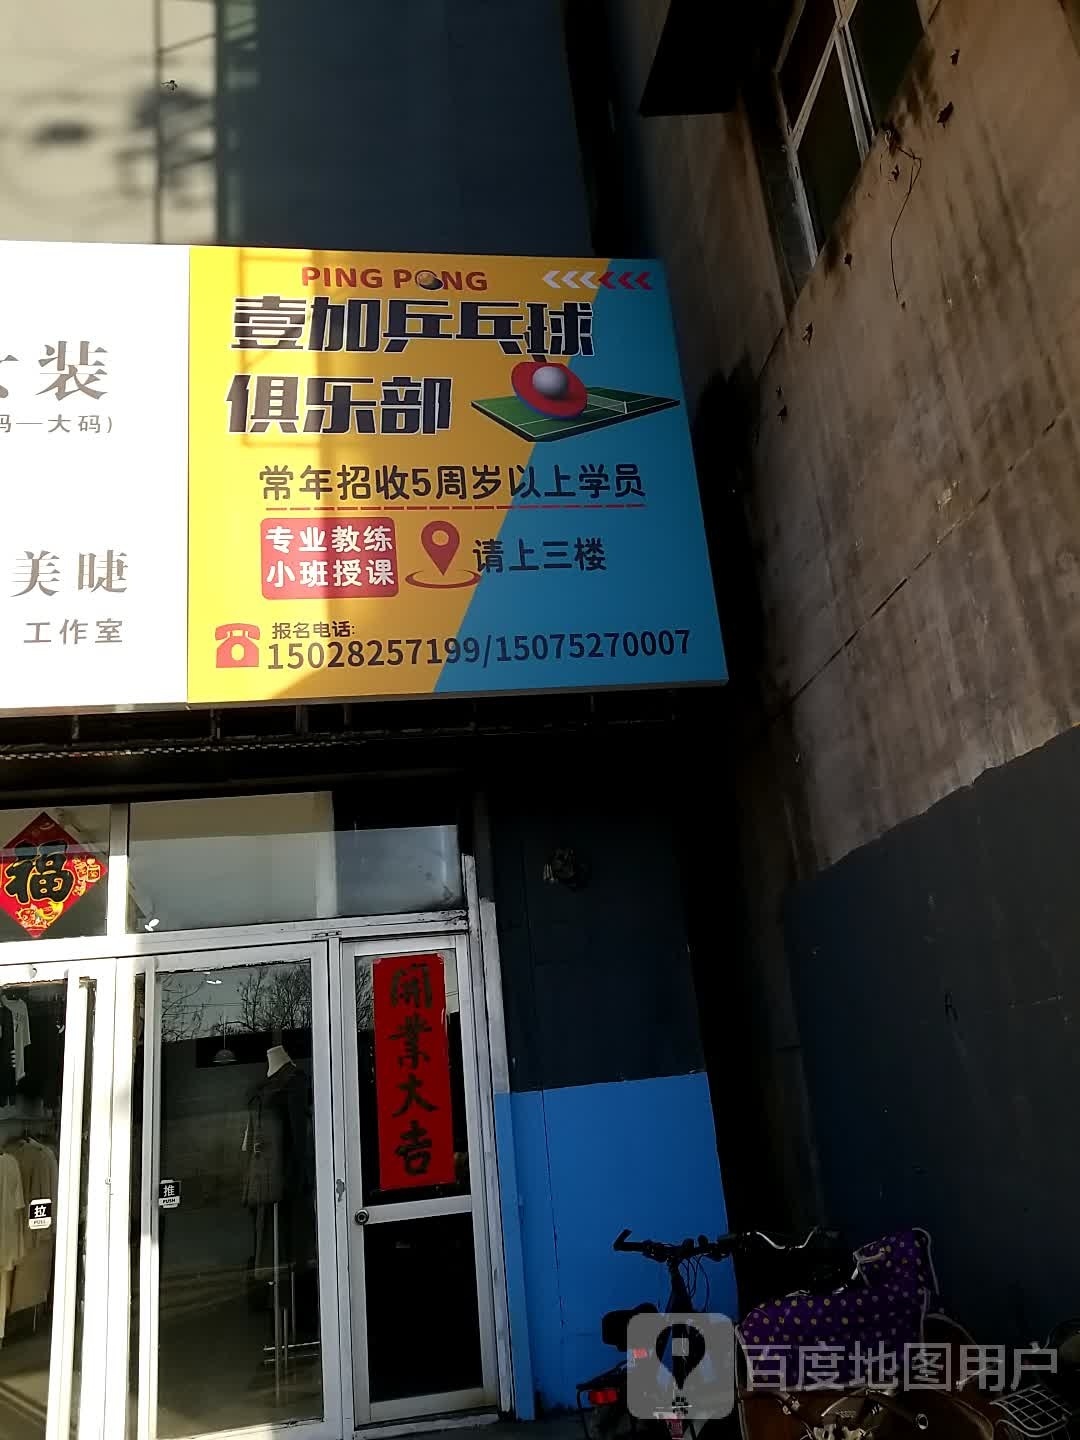 装
码—大码)
美睫
工作室
PING PONG
壹加乒乓球
俱乐部
常年招收5周岁以上学员
专业教练
小班授课
请上三楼
报名电话:
15028257199/15075270007
福
開業大吉
推
PUSH
拉
PULL
百度地图用户